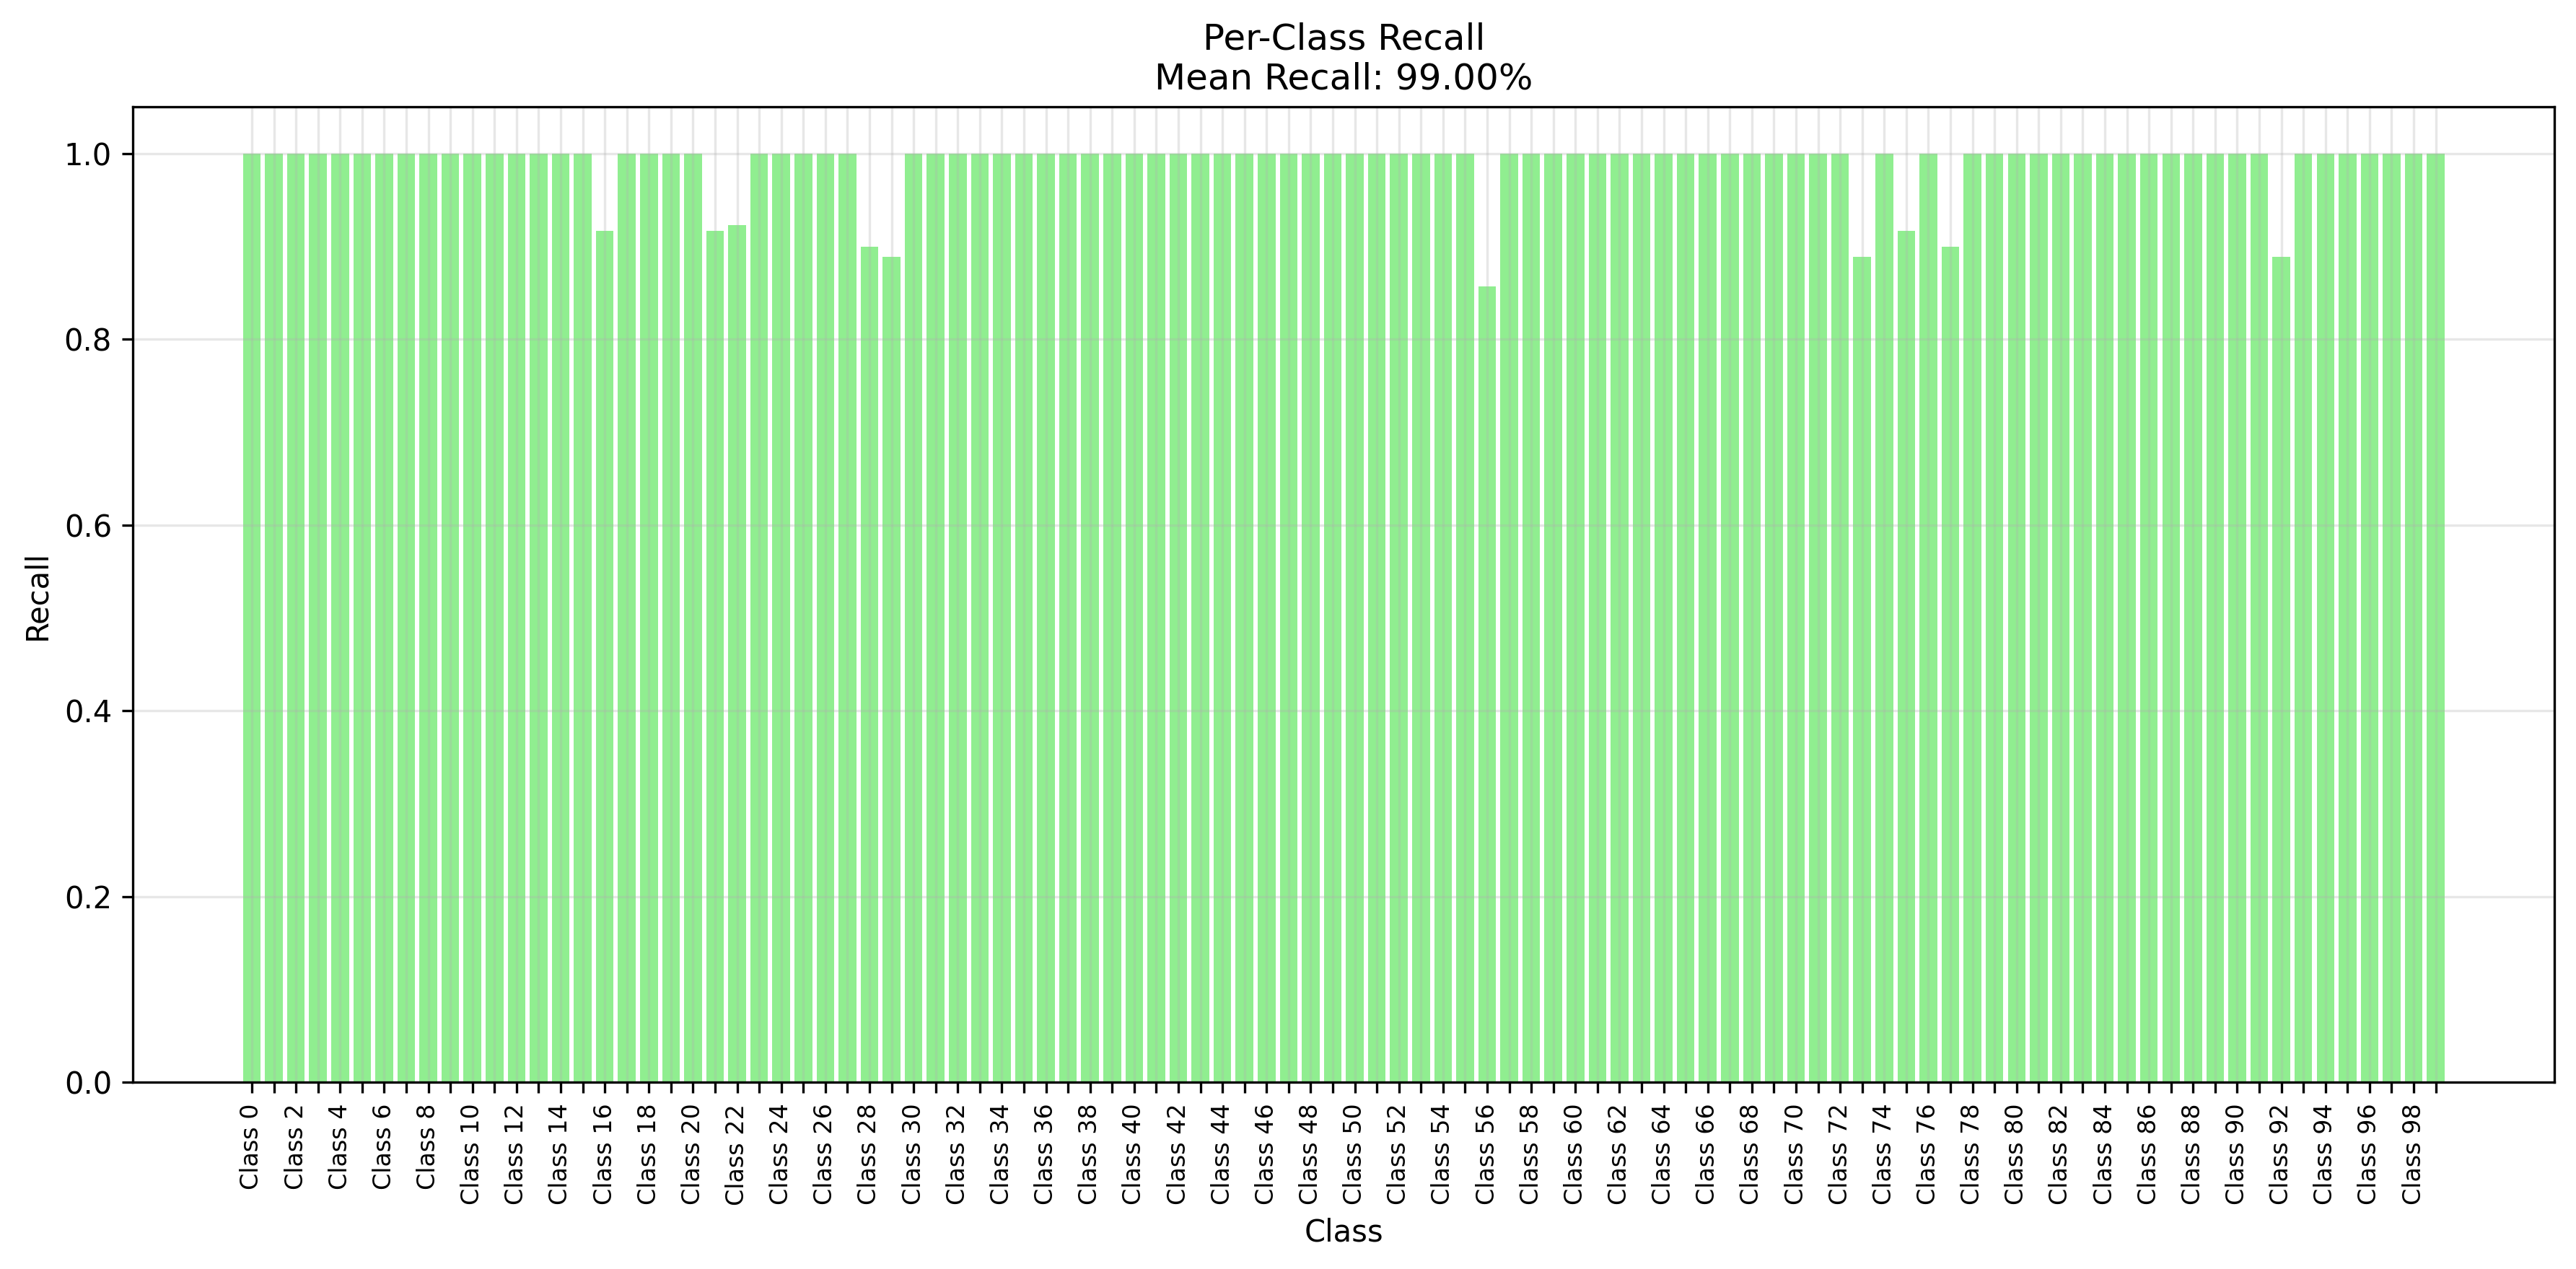 Per-Class Recall
Mean Recall: 99.00%
Recall
1.0
0.8
0.6
0.4
0.2
0.0
Class 0
Class 2
Class 4
Class 6
Class 8
Class 10
Class 12
Class 14
Class 16
Class 18
Class 20
Class 22
Class 24
Class 26
Class 28
Class 30
Class 32
Class 34
Class 36
Class 38
Class 40
Class 42
Class 44
Class 46
Class 48
Class 50
Class 52
Class 54
Class 56
Class 58
Class 60
Class 62
Class 64
Class 66
Class 68
Class 70
Class 72
Class 74
Class 76
Class 78
Class 80
Class 82
Class 84
Class 86
Class 88
Class 90
Class 92
Class 94
Class 96
Class 98
Class